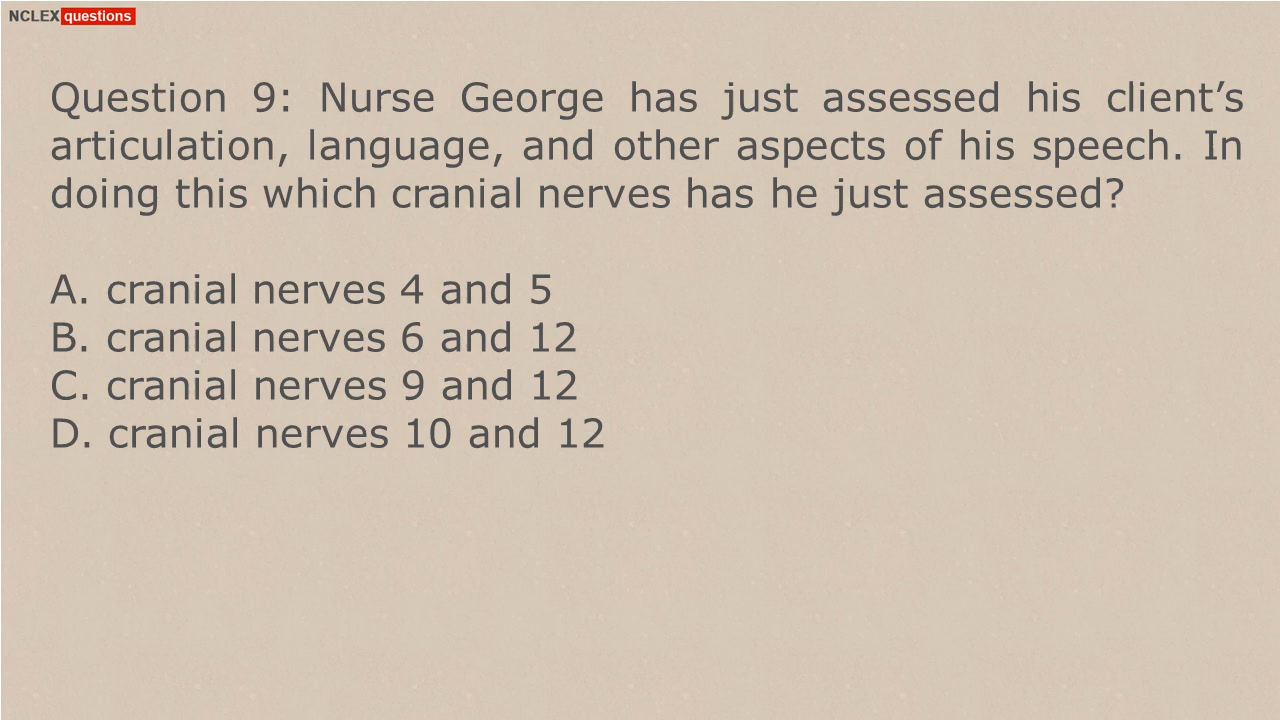 NCLEX questions
Question 9: Nurse George has just assessed his client’s
articulation, language, and other aspects of his speech. In
doing this which cranial nerves has he just assessed?
A. cranial nerves 4 and 5
B. cranial nerves 6 and 12
C. cranial nerves 9 and 12
D. cranial nerves 10 and 12